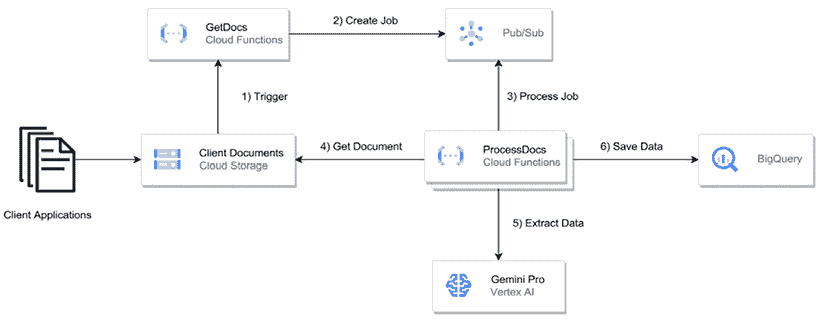 GetDocs
Cloud Functions
2) Create Job
Pub/Sub
1) Trigger
3) Process Job
Client Documents
Cloud Storage
4) Get Document
ProcessDocs
Cloud Functions
6) Save Data
BigQuery
Client Applications
5) Extract Data
Gemini Pro
Vertex AI